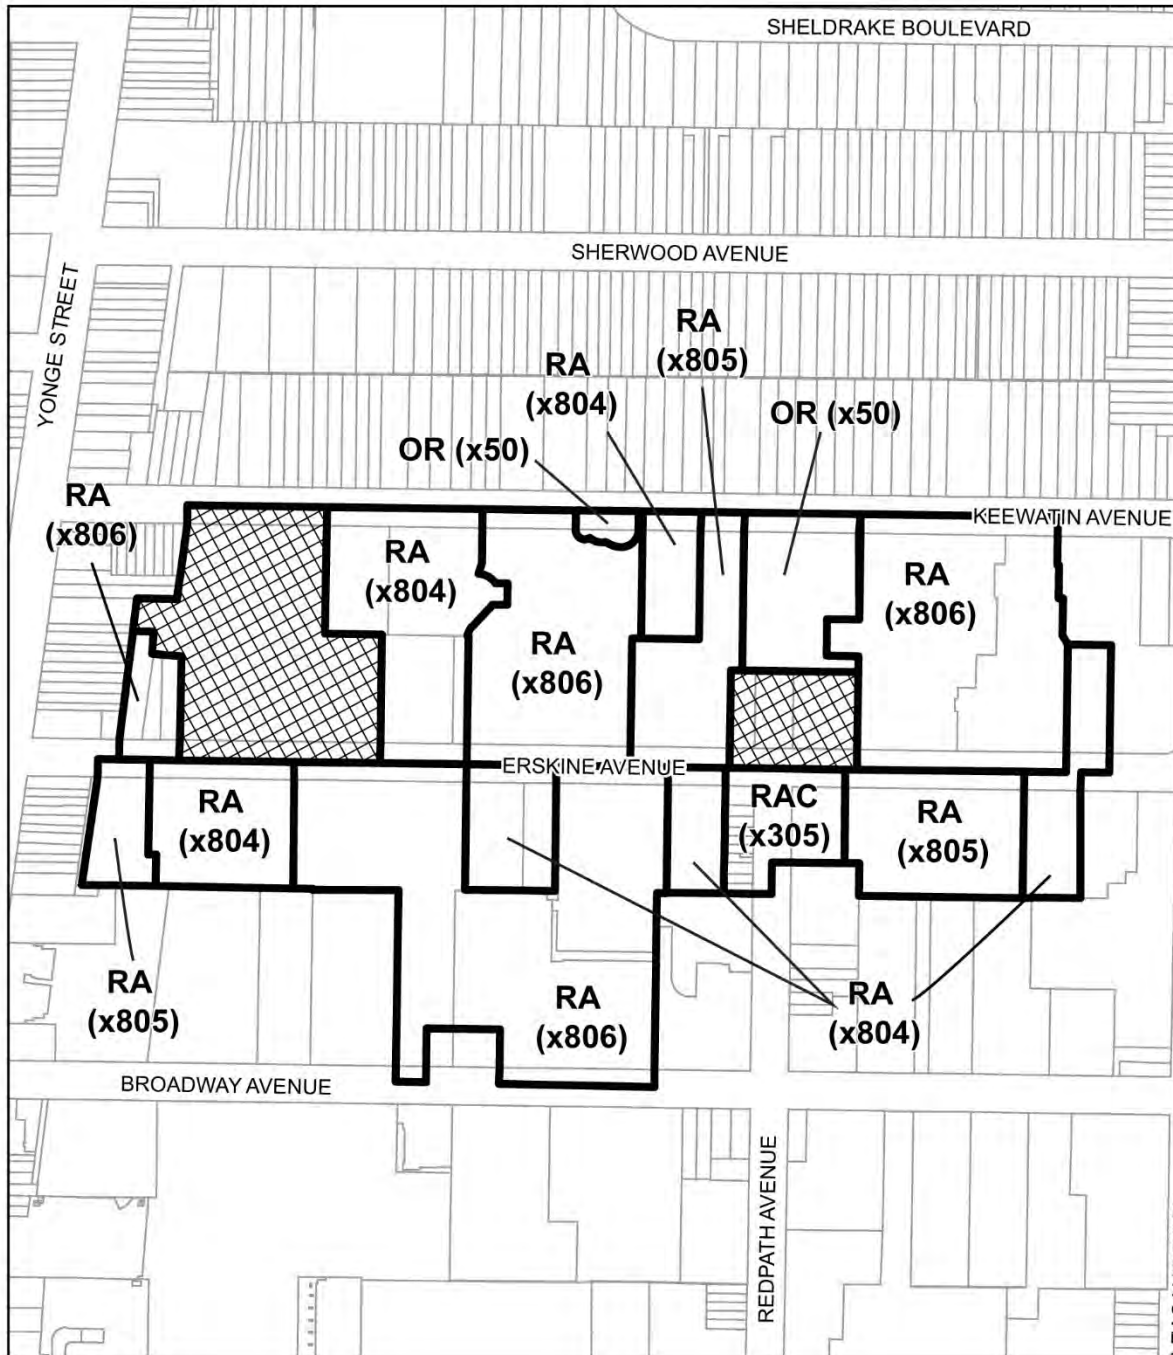 SHELDRAKE BOULEVARD
SHERWOOD AVENUE
YONGE STREET
RA
(x805)
RA
(x804)
OR (x50)
OR (x50)
RA
(x806)
KEEWATIN AVENUE
RA
(x804)
RA
(x806)
RA
(x806)
ERSKINE AVENUE
RA
(x804)
RAC
(x305)
RA
(x805)
RA
(x805)
RA
(x806)
RA
(x804)
BROADWAY AVENUE
REDPATH AVENUE